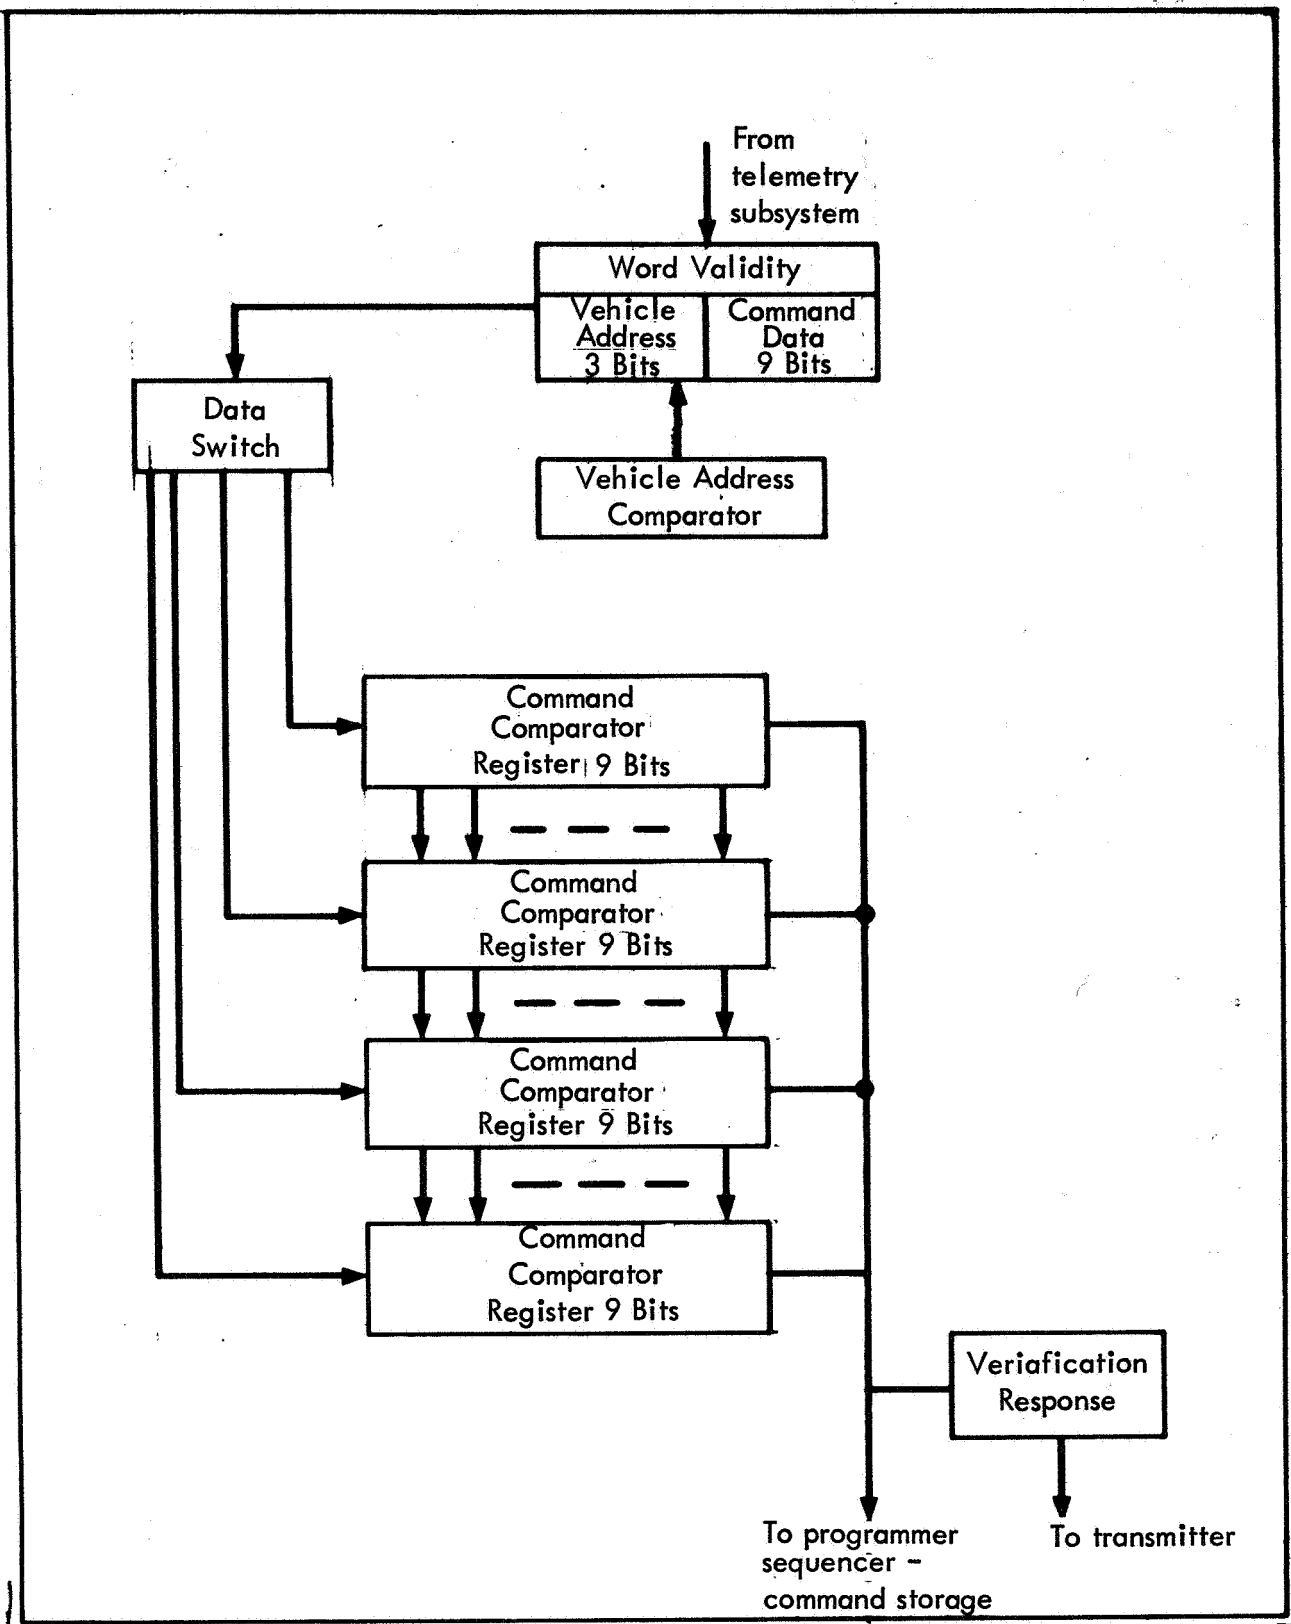 From
telemetry
subsystem
Word Validity
Vehicle
Address
3 Bits
Command
Data
9 Bits
Data
Switch
Vehicle Address
Comparator
Command
Comparator
Register 9 Bits
Command
Comparator
Register 9 Bits
Command
Comparator
Register 9 Bits
Command
Comparator
Register 9 Bits
Veriafication
Response
To programmer
sequencer –
command storage
To transmitter